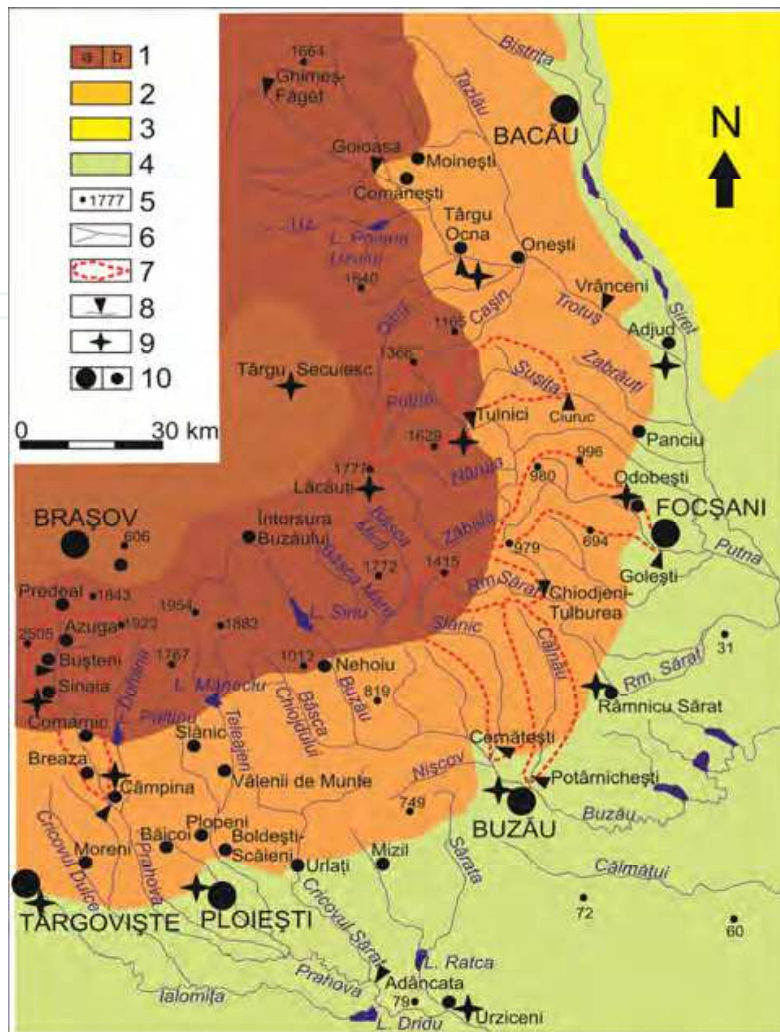 a b 1
2
3
4
1777 5
6
7
8
9
10
0 30 km
N
1664
Ghimeș-
Făget
Bistrița
Tazlău
BACĂU
Goioasa
Moinești
Comănești
Uz
L. Poiana
Uzului
Târgu
Ocna
Onești
1640
Vrânceni
Trotuș
Siret
Cașin
Oituz
1165
Adjud
1366
Zăbrăuți
Târgu Secuiesc
Șușița
Putna
Tulnici
Ciuruc
Panciu
1629
996
1777
Năruja
980
Odobești
Lăcăuți
BRAȘOV
606
Întorsura
Buzăului
Bâsca
Mică
Zăbala
FOCȘANI
979
694
Putna
Golești
1772
1415
Bâsca Mare
Rm. Sărat
Chiodjeni-
Tulburea
Predeal
1843
1954
Azuga
1923
1883
L. Siriu
Slănic
2505
Bușteni
1767
1013
Nehoiu
Câlnău
31
Sinaia
Doftana
L. Măneciu
819
Rm. Sărat
Râmnicu Sărat
Comarnic
Paltinu
Bâsca
Chiojdului
Buzău
Slănic
Teleajen
Cernătești
Breaza
Vălenii de Munte
Nișcov
Potârnichești
Câmpina
749
BUZĂU
Buzău
Plopeni
Băicoi
Boldești-
Scăieni
Moreni
Urlați
Mizil
Călmățui
Cricovul Dulce
Prahova
Sărata
TÂRGOVIȘTE
PLOIEȘTI
Cricovul Sărat
72
60
L. Ratca
Prahova
Adâncata
Ialomița
79
Urziceni
L. Dridu